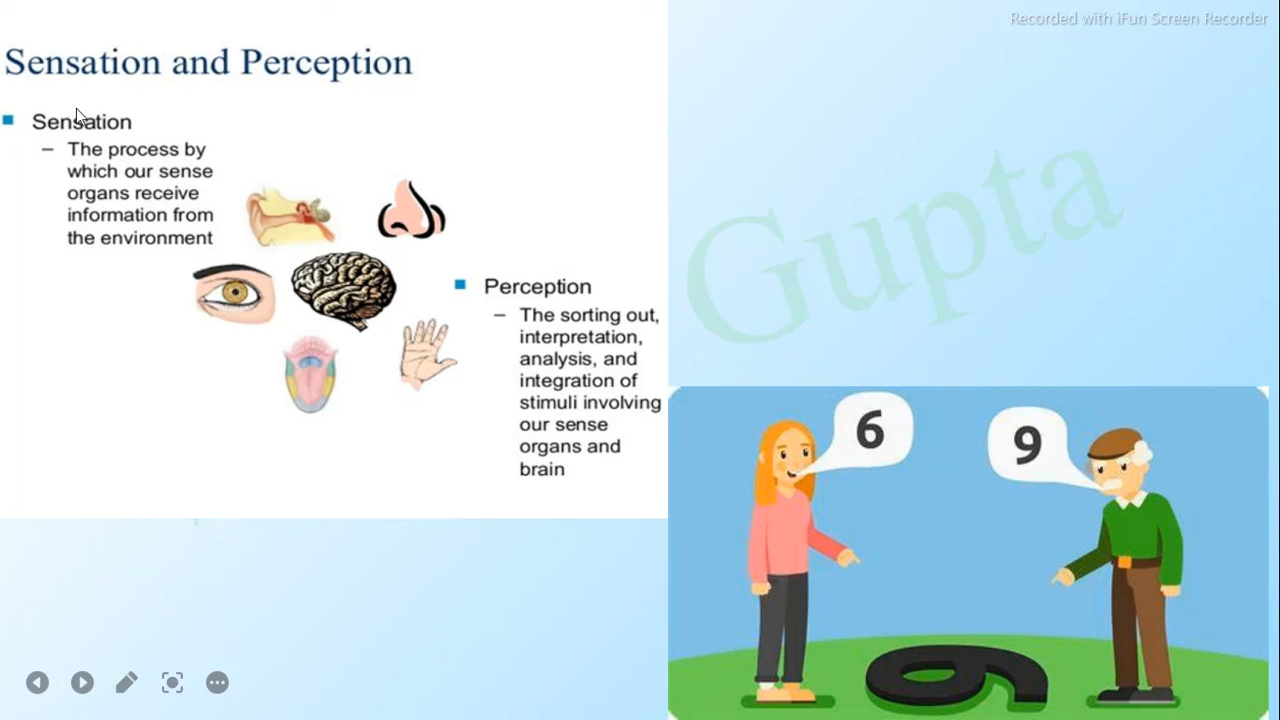 Recorded with iFun Screen Recorder
Sensation and Perception
Sensation
– The process by
which our sense
organs receive
information from
the environment
Perception
– The sorting out,
interpretation,
analysis, and
integration of
stimuli involving
our sense
organs and
brain
Gupta
6
9
6